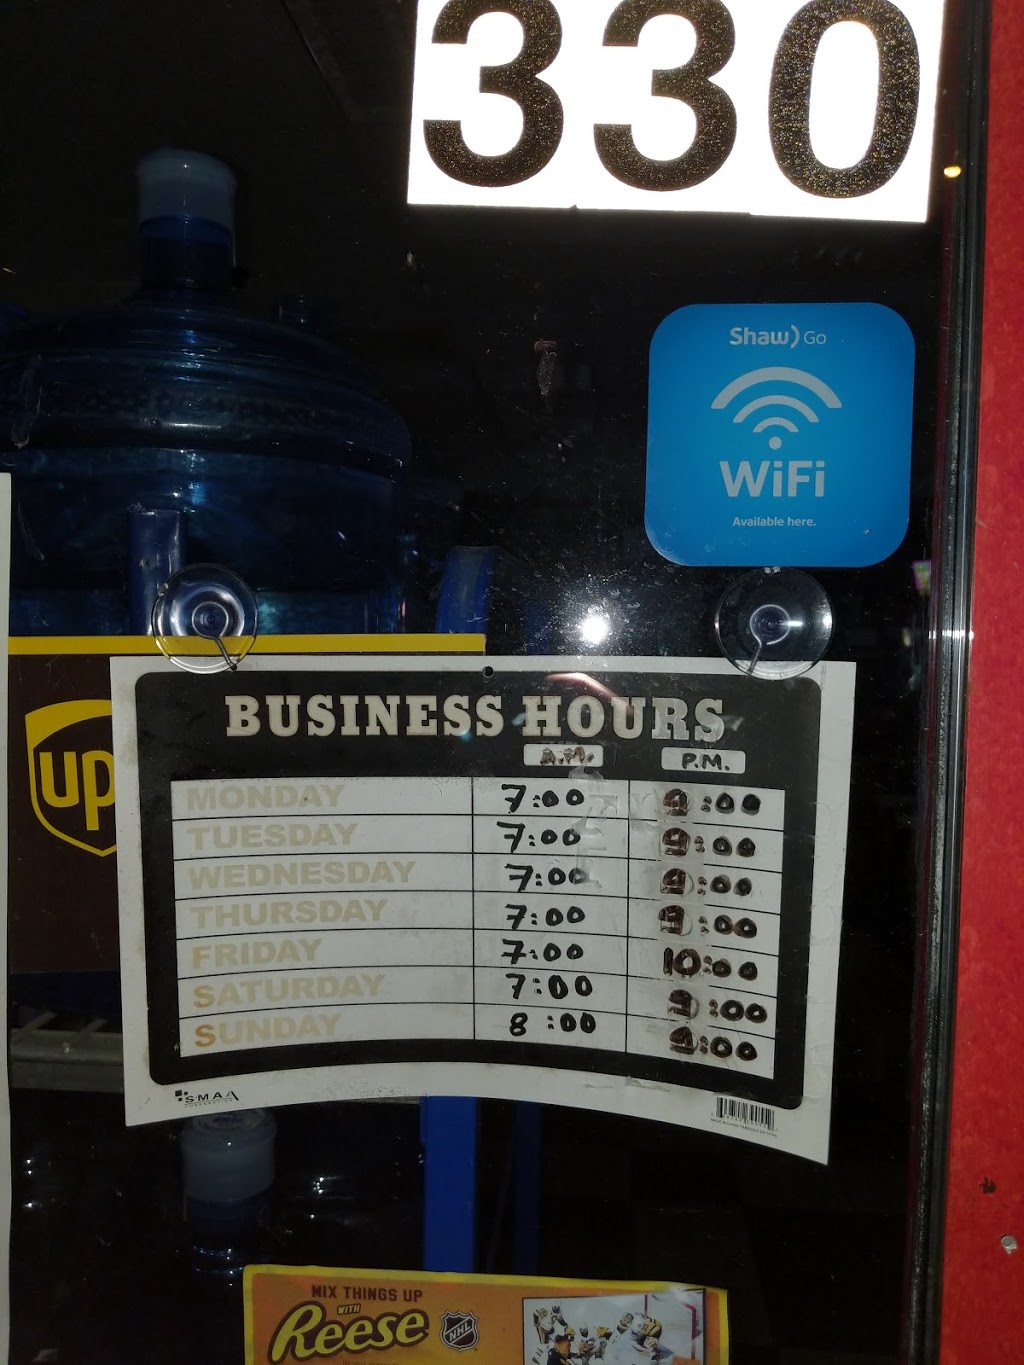 330
Shaw) Go
WiFi
Available here.
up
BUSINESS HOURS
A.M. P.M.
MONDAY 7:00 9:00
TUESDAY 7:00 9:00
WEDNESDAY 7:00 9:00
THURSDAY 7:00 9:00
FRIDAY 7:00 10:00
SATURDAY 7:00 9:00
SUNDAY 8:00 9:00
SMAA
MIX THINGS UP
WITH
Reese
NHL